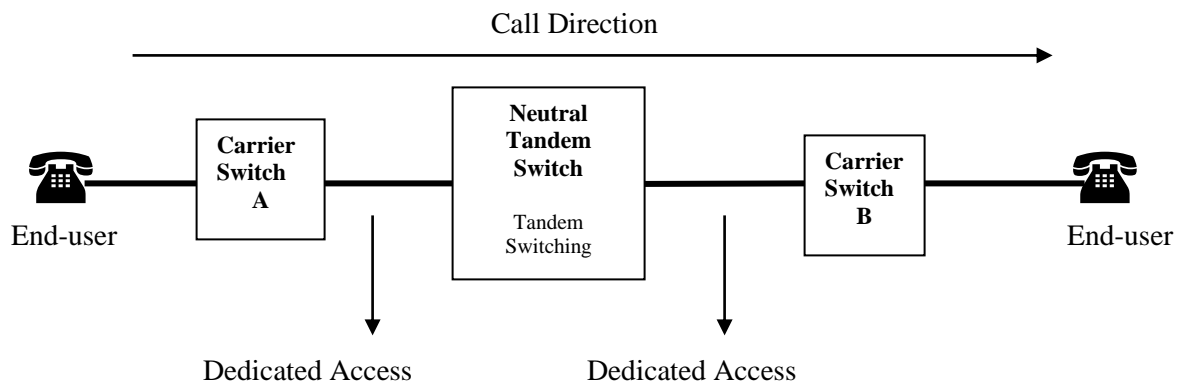 Call Direction
Neutral
Tandem
Switch
Tandem
Switching
Carrier
Switch
A
Carrier
Switch
B
End-user
End-user
Dedicated Access
Dedicated Access